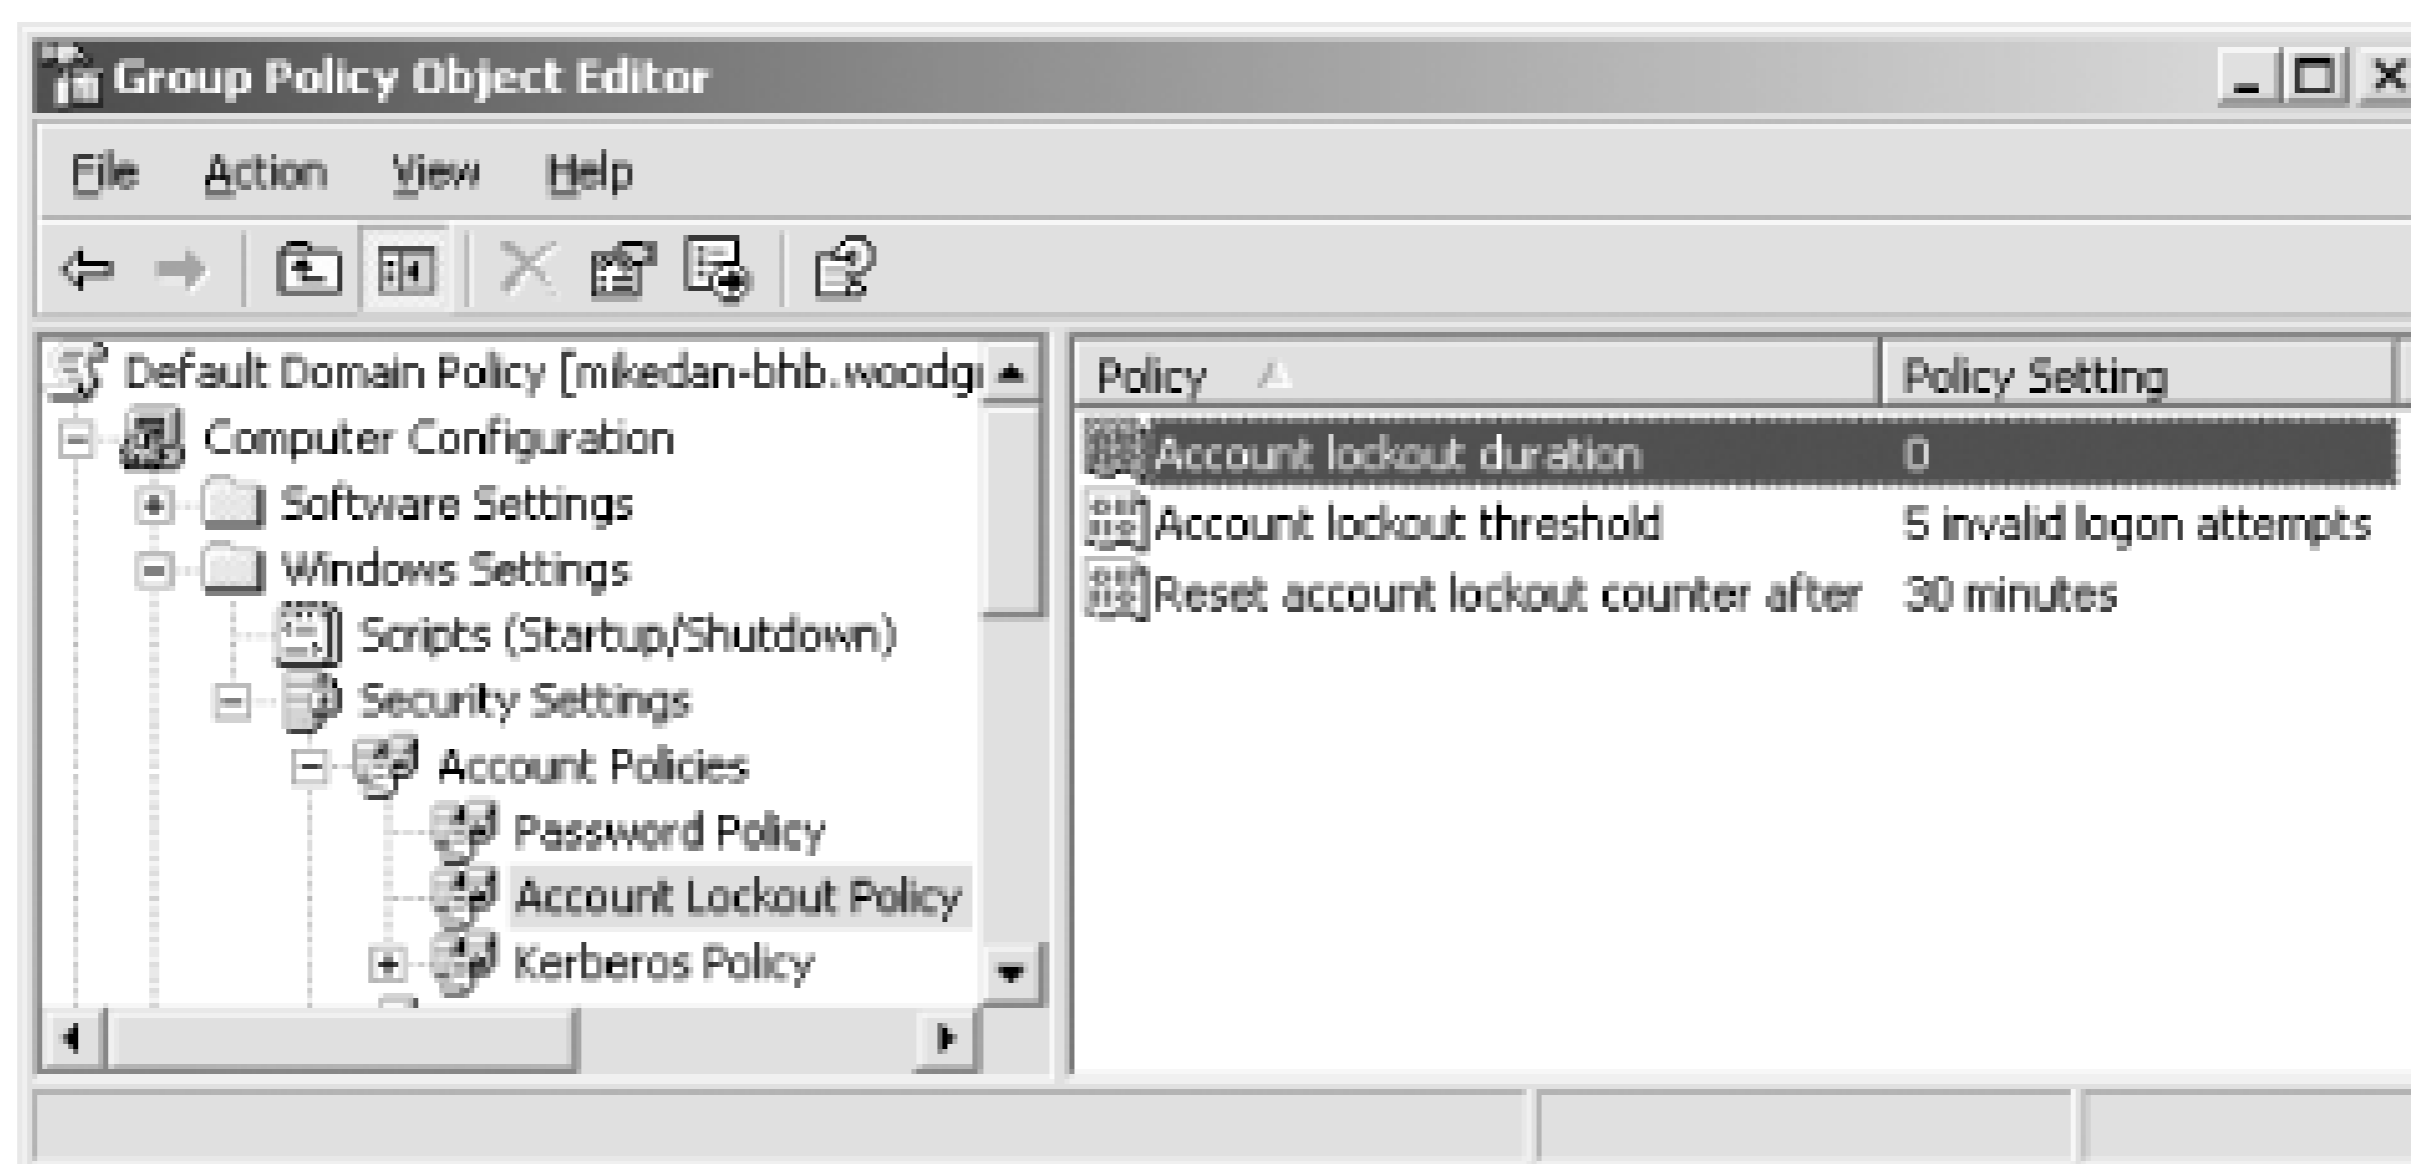 Group Policy Object Editor
File Action View Help
Default Domain Policy [mikedan-bhb.woodg
Computer Configuration
Software Settings
Windows Settings
Scripts (Startup/Shutdown)
Security Settings
Account Policies
Password Policy
Account Lockout Policy
Kerberos Policy
Policy Policy Setting
Account lockout duration 0
Account lockout threshold 5 invalid logon attempts
Reset account lockout counter after 30 minutes